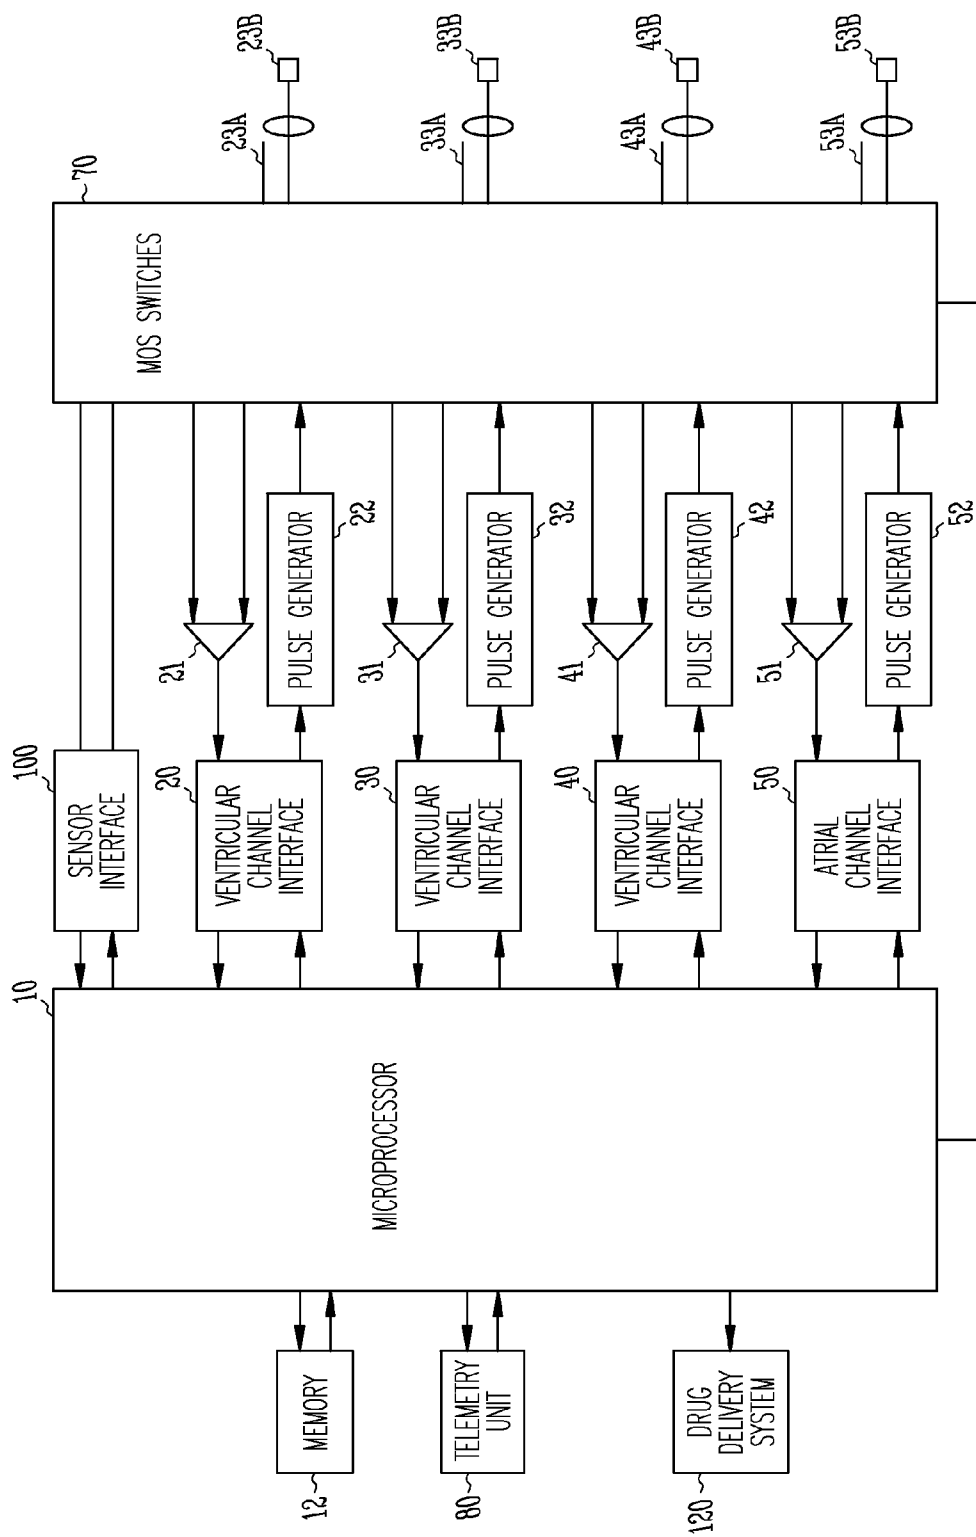 12
MEMORY
80
TELEMETRY
UNIT
120
DRUG
DELIVERY
SYSTEM
10
MICROPROCESSOR
100
SENSOR
INTERFACE
20
VENTRICULAR
CHANNEL
INTERFACE
21
PULSE GENERATOR
22
30
VENTRICULAR
CHANNEL
INTERFACE
31
PULSE GENERATOR
32
40
VENTRICULAR
CHANNEL
INTERFACE
41
PULSE GENERATOR
42
50
ATRIAL
CHANNEL
INTERFACE
51
PULSE GENERATOR
52
70
MOS SWITCHES
23A
23B
33A
33B
43A
43B
53A
53B